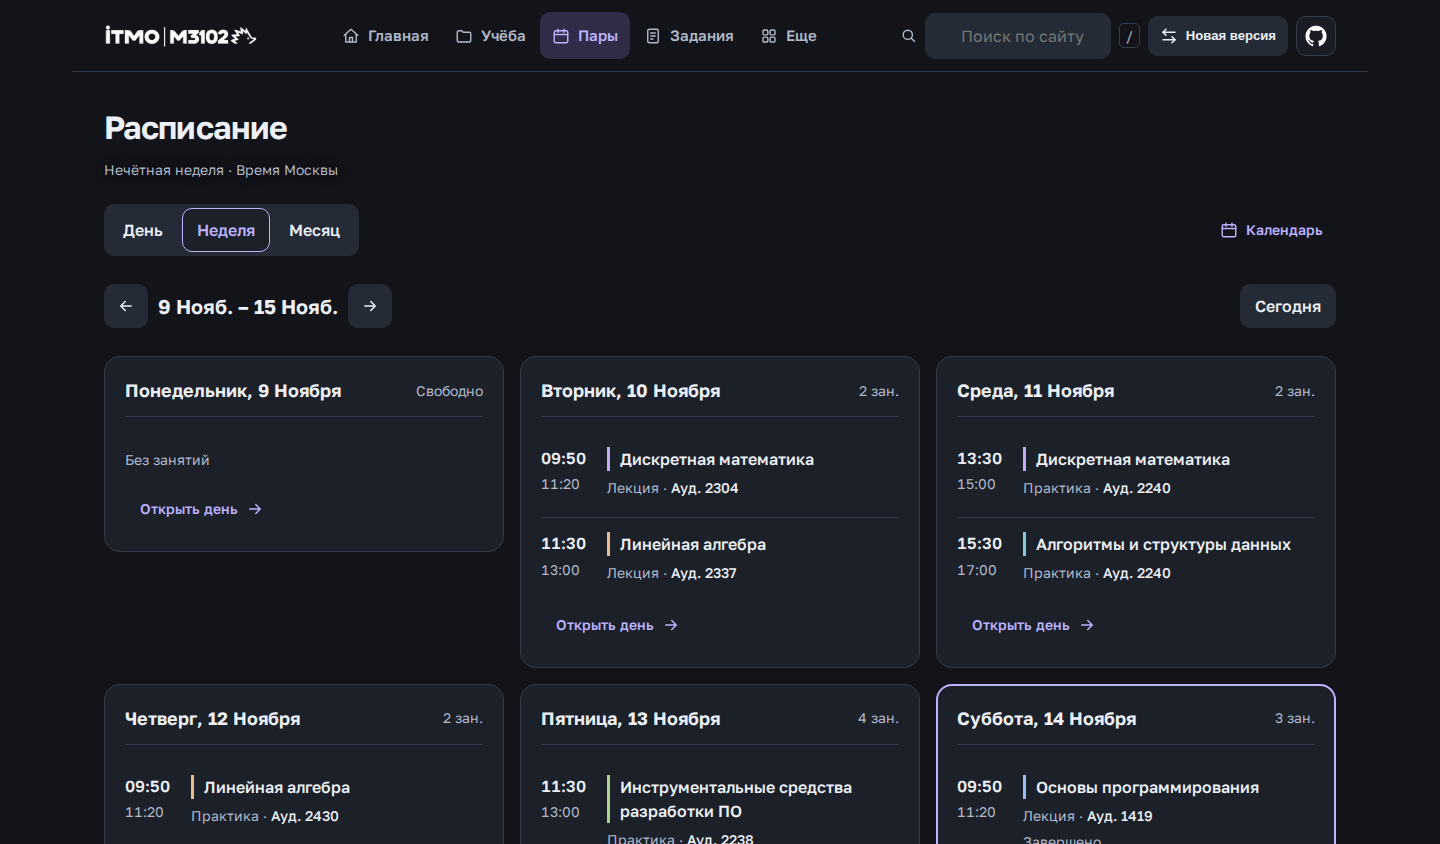 İTMO | M3102
Главная
Учёба
Пары
Задания
Еще
Поиск по сайту
/
Новая версия
Расписание
Нечётная неделя · Время Москвы
День
Неделя
Месяц
Календарь
9 Нояб. – 15 Нояб.
Сегодня
Понедельник, 9 Ноября
Свободно
Без занятий
Открыть день
Вторник, 10 Ноября
2 зан.
09:50
Дискретная математика
11:20
Лекция · Ауд. 2304
11:30
Линейная алгебра
13:00
Лекция · Ауд. 2337
Открыть день
Среда, 11 Ноября
2 зан.
13:30
Дискретная математика
15:00
Практика · Ауд. 2240
15:30
Алгоритмы и структуры данных
17:00
Практика · Ауд. 2240
Открыть день
Четверг, 12 Ноября
2 зан.
09:50
Линейная алгебра
11:20
Практика · Ауд. 2430
Пятница, 13 Ноября
4 зан.
11:30
Инструментальные средства
разработки ПО
13:00
Практика · Ауд. 2238
Суббота, 14 Ноября
3 зан.
09:50
Основы программирования
11:20
Лекция · Ауд. 1419
Завершено